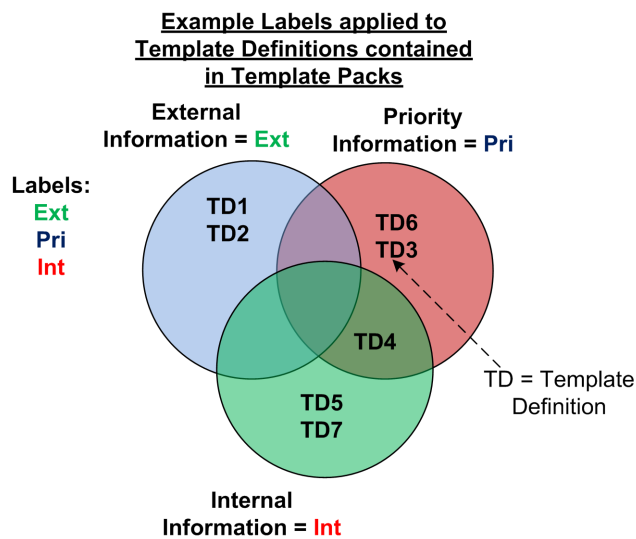 Example Labels applied to
Template Definitions contained
in Template Packs
External
Information = Ext
Priority
Information = Pri
Labels:
Ext
Pri
Int
TD1
TD2
TD6
TD3
TD4
TD5
TD7
TD = Template
Definition
Internal
Information = Int